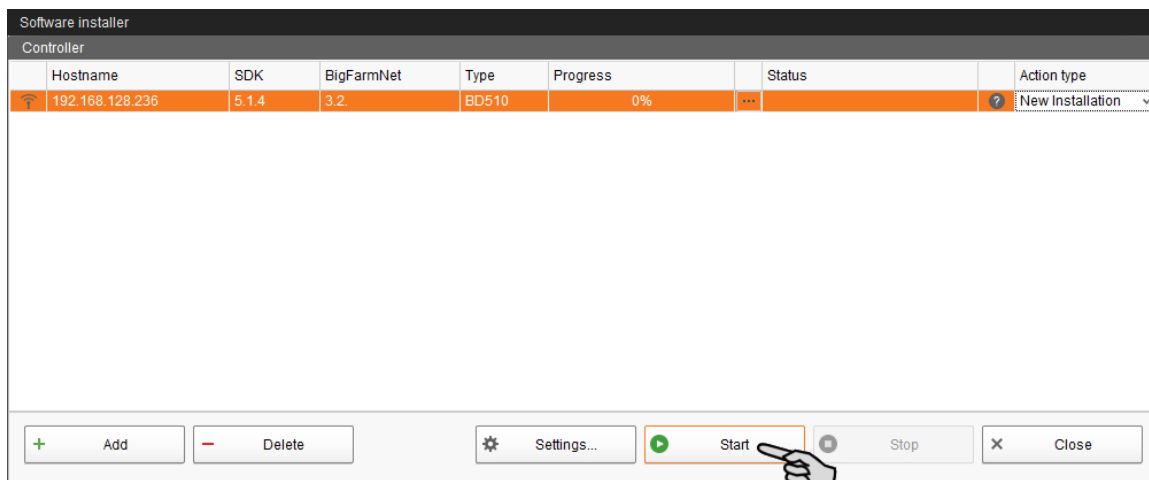 Software installer
Controller
Hostname SDK BigFarmNet Type Progress Status Action type
192.168.128.236 5.1.4 3.2. BD510 0% ... ? New Installation
Add Delete Settings... Start Stop Close